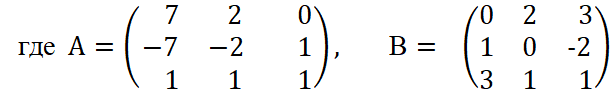 где A = ( 7 2 0 ; −7 −2 1 ; 1 1 1 ), B = ( 0 2 3 ; 1 0 -2 ; 3 1 1 )